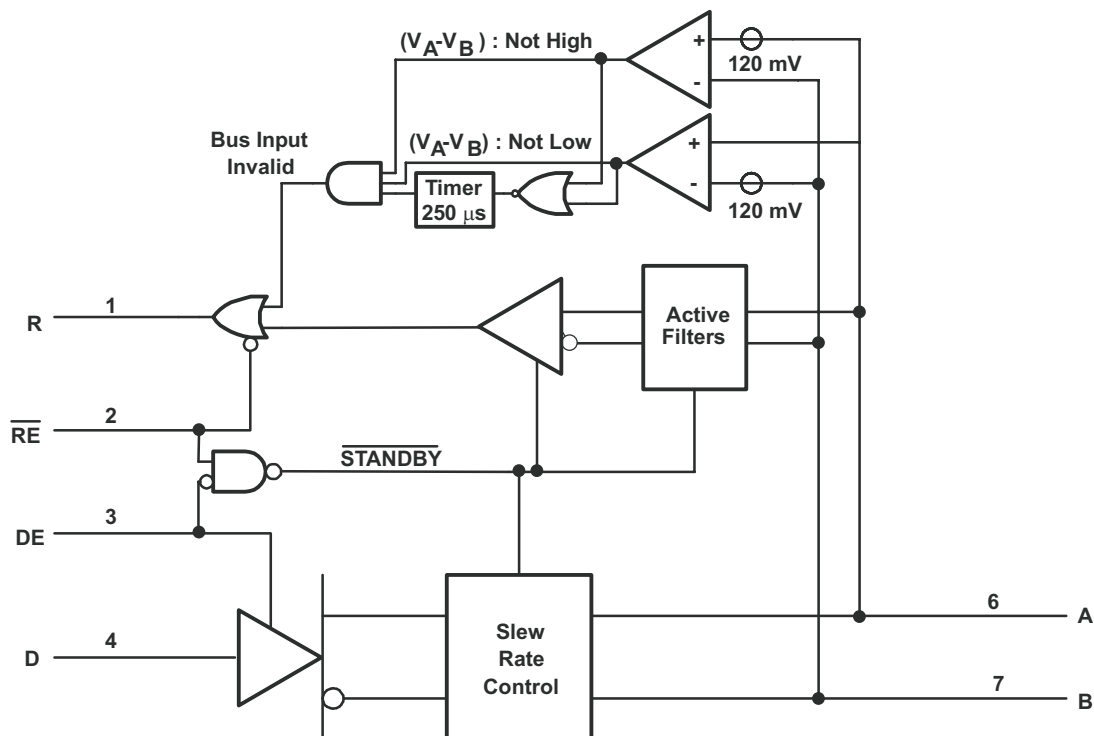 (VA-VB) : Not High
+
-
120 mV
Bus Input
Invalid
(VA-VB) : Not Low
+
-
120 mV
Timer
250 μs
R
1
Active
Filters
RE
2
STANDBY
DE
3
D
4
Slew
Rate
Control
6
A
7
B